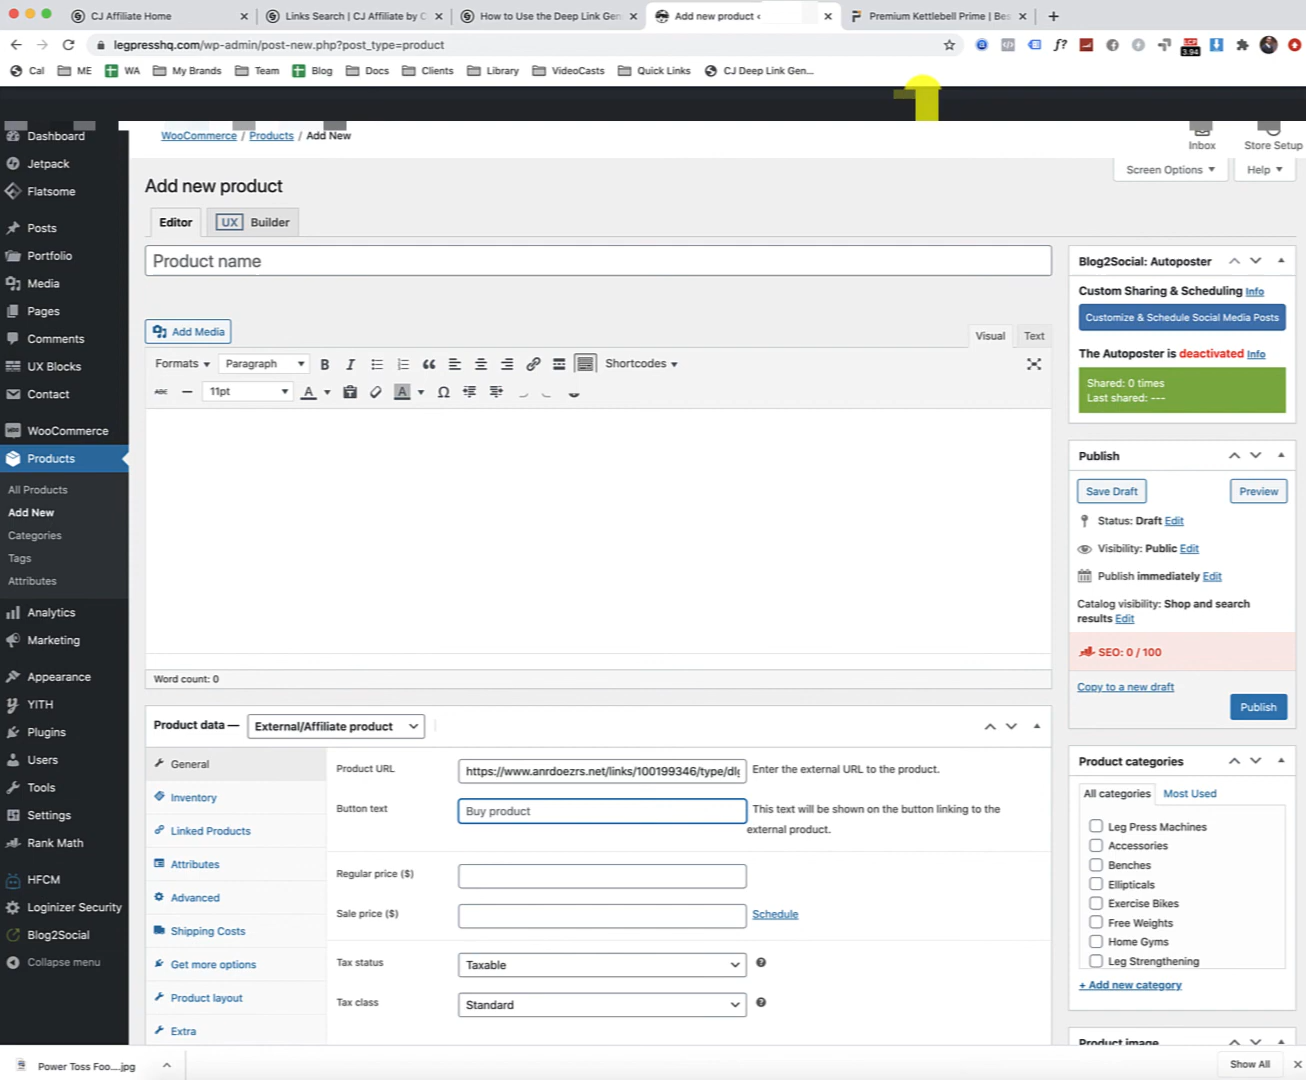 CJ Affiliate Home
Links Search | CJ Affiliate by C
How to Use the Deep Link Gen
Add new product ‹
Premium Kettlebell Prime | Bes
legpresshq.com/wp-admin/post-new.php?post_type=product
f?
LCP
3.94
Cal
ME
WA
My Brands
Team
Blog
Docs
Clients
Library
VideoCasts
Quick Links
CJ Deep Link Gen...
Dashboard
Jetpack
Flatsome
Posts
Portfolio
Media
Pages
Comments
UX Blocks
Contact
WooCommerce
Products
All Products
Add New
Categories
Tags
Attributes
Analytics
Marketing
Appearance
YITH
Plugins
Users
Tools
Settings
Rank Math
HFCM
Loginizer Security
Blog2Social
Collapse menu
WooCommerce / Products / Add New
Inbox
Store Setup
Screen Options
Help
Add new product
Editor
UX Builder
Product name
Add Media
Visual
Text
Formats
Paragraph
B
I
Shortcodes
ABC
11pt
A
A
Ω
Word count: 0
Product data —
External/Affiliate product
General
Inventory
Linked Products
Attributes
Advanced
Shipping Costs
Get more options
Product layout
Extra
Product URL
https://www.anrdoezrs.net/links/100199346/type/dlg
Enter the external URL to the product.
Button text
Buy product
This text will be shown on the button linking to the
external product.
Regular price ($)
Sale price ($)
Schedule
Tax status
Taxable
Tax class
Standard
Blog2Social: Autoposter
Custom Sharing & Scheduling Info
Customize & Schedule Social Media Posts
The Autoposter is deactivated Info
Shared: 0 times
Last shared: ---
Publish
Save Draft
Preview
Status: Draft Edit
Visibility: Public Edit
Publish immediately Edit
Catalog visibility: Shop and search
results Edit
SEO: 0 / 100
Copy to a new draft
Publish
Product categories
All categories
Most Used
Leg Press Machines
Accessories
Benches
Ellipticals
Exercise Bikes
Free Weights
Home Gyms
Leg Strengthening
+ Add new category
Product image
Power Toss Foo....jpg
Show All